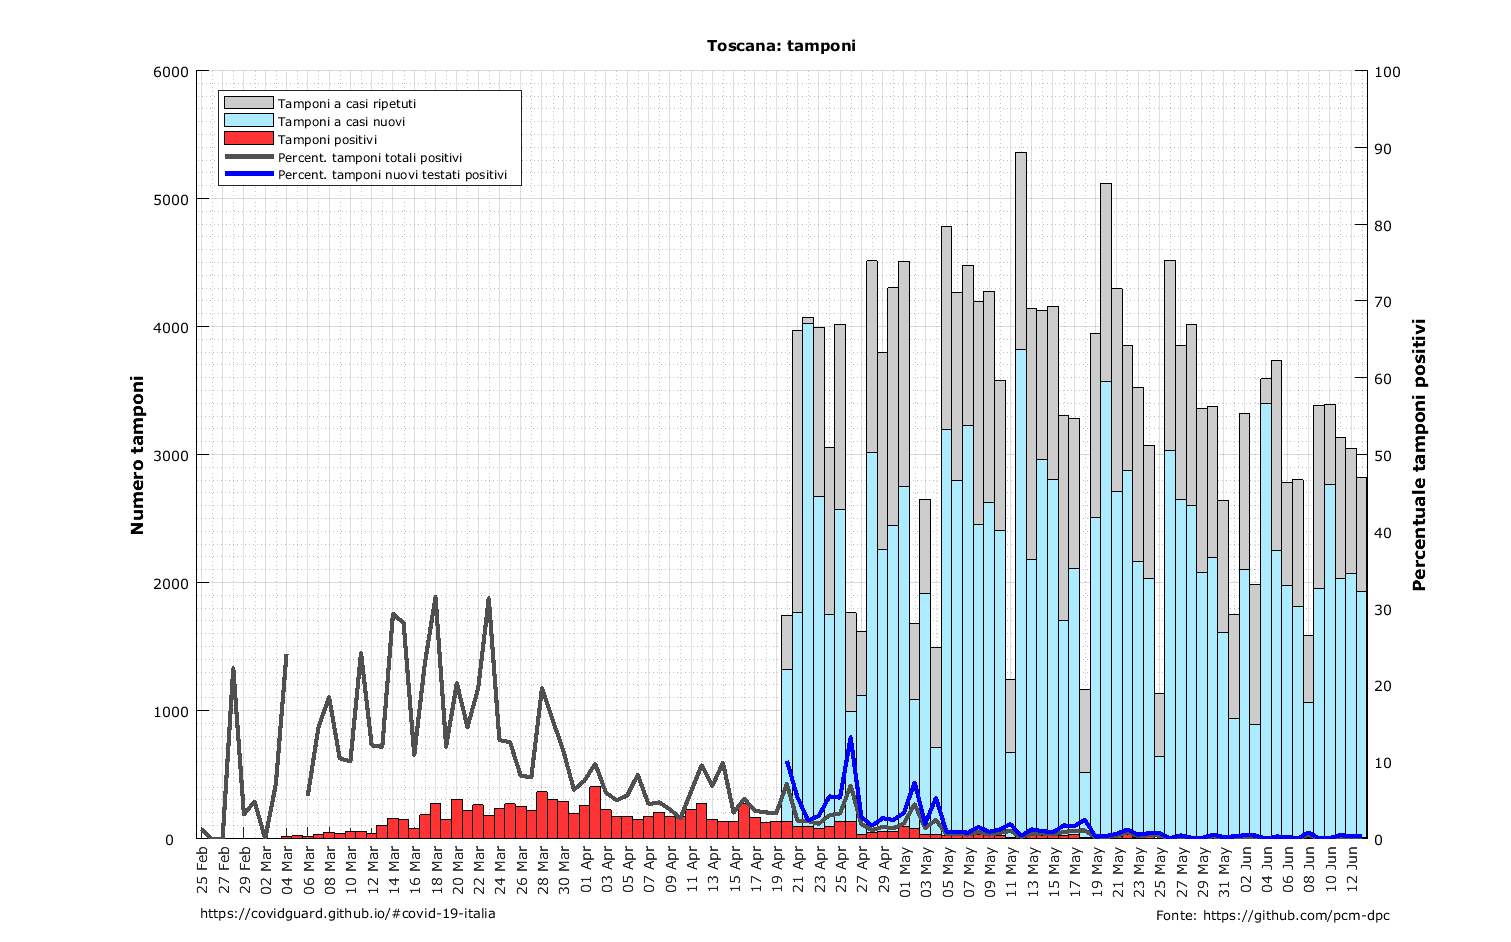 Toscana: tamponi
6000
5000
4000
3000
2000
1000
0
Numero tamponi
Tamponi a casi ripetuti
Tamponi a casi nuovi
Tamponi positivi
Percent. tamponi totali positivi
Percent. tamponi nuovi testati positivi
100
90
80
70
60
50
40
30
20
10
0
Percentuale tamponi positivi
25 Feb
27 Feb
29 Feb
02 Mar
04 Mar
06 Mar
08 Mar
10 Mar
12 Mar
14 Mar
16 Mar
18 Mar
20 Mar
22 Mar
24 Mar
26 Mar
28 Mar
30 Mar
01 Apr
03 Apr
05 Apr
07 Apr
09 Apr
11 Apr
13 Apr
15 Apr
17 Apr
19 Apr
21 Apr
23 Apr
25 Apr
27 Apr
29 Apr
01 May
03 May
05 May
07 May
09 May
11 May
13 May
15 May
17 May
19 May
21 May
23 May
25 May
27 May
29 May
31 May
02 Jun
04 Jun
06 Jun
08 Jun
10 Jun
12 Jun
https://covidguard.github.io/#covid-19-italia
Fonte: https://github.com/pcm-dpc